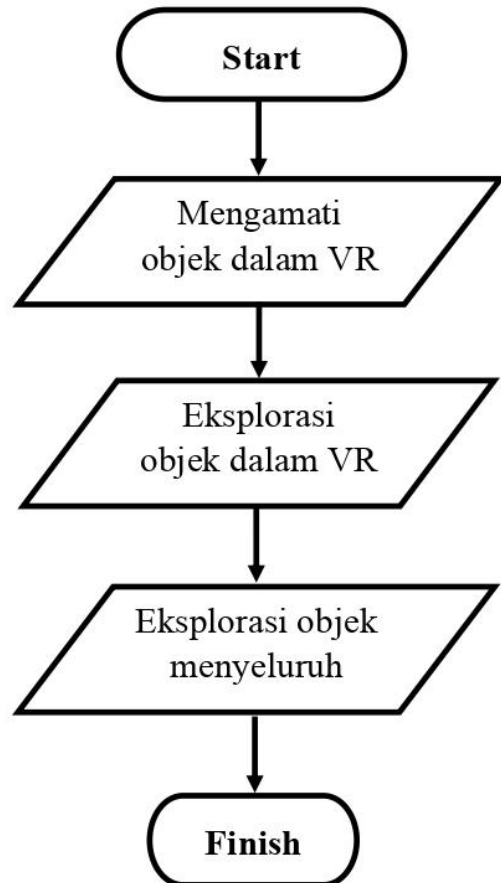 Start
Mengamati
objek dalam VR
Eksplorasi
objek dalam VR
Eksplorasi objek
menyeluruh
Finish